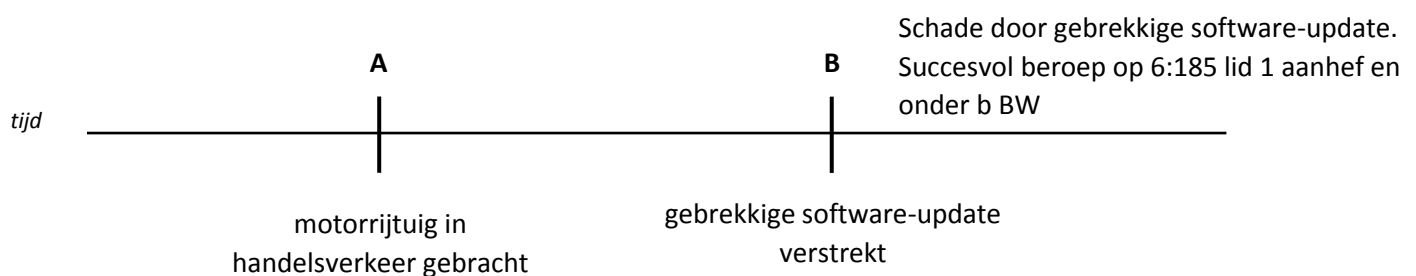 Schade door gebrekkige software-update.
A
B
Succesvol beroep op 6:185 lid 1 aanhef en
onder b BW
tijd
motorrijtuig in
handelsverkeer gebracht
gebrekkige software-update
verstrekt